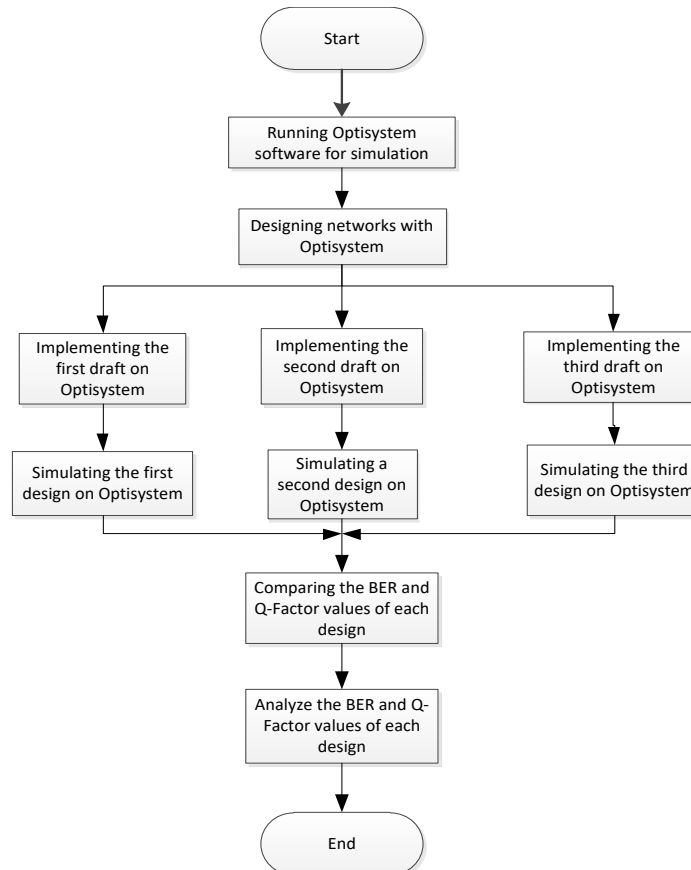 Start
Running Optisystem
software for simulation
Designing networks with
Optisystem
Implementing the
first draft on
Optisystem
Implementing the
second draft on
Optisystem
Implementing the
third draft on
Optisystem
Simulating the first
design on Optisystem
Simulating a
second design on
Optisystem
Simulating the third
design on Optisystem
Comparing the BER and
Q-Factor values of each
design
Analyze the BER and Q-
Factor values of each
design
End